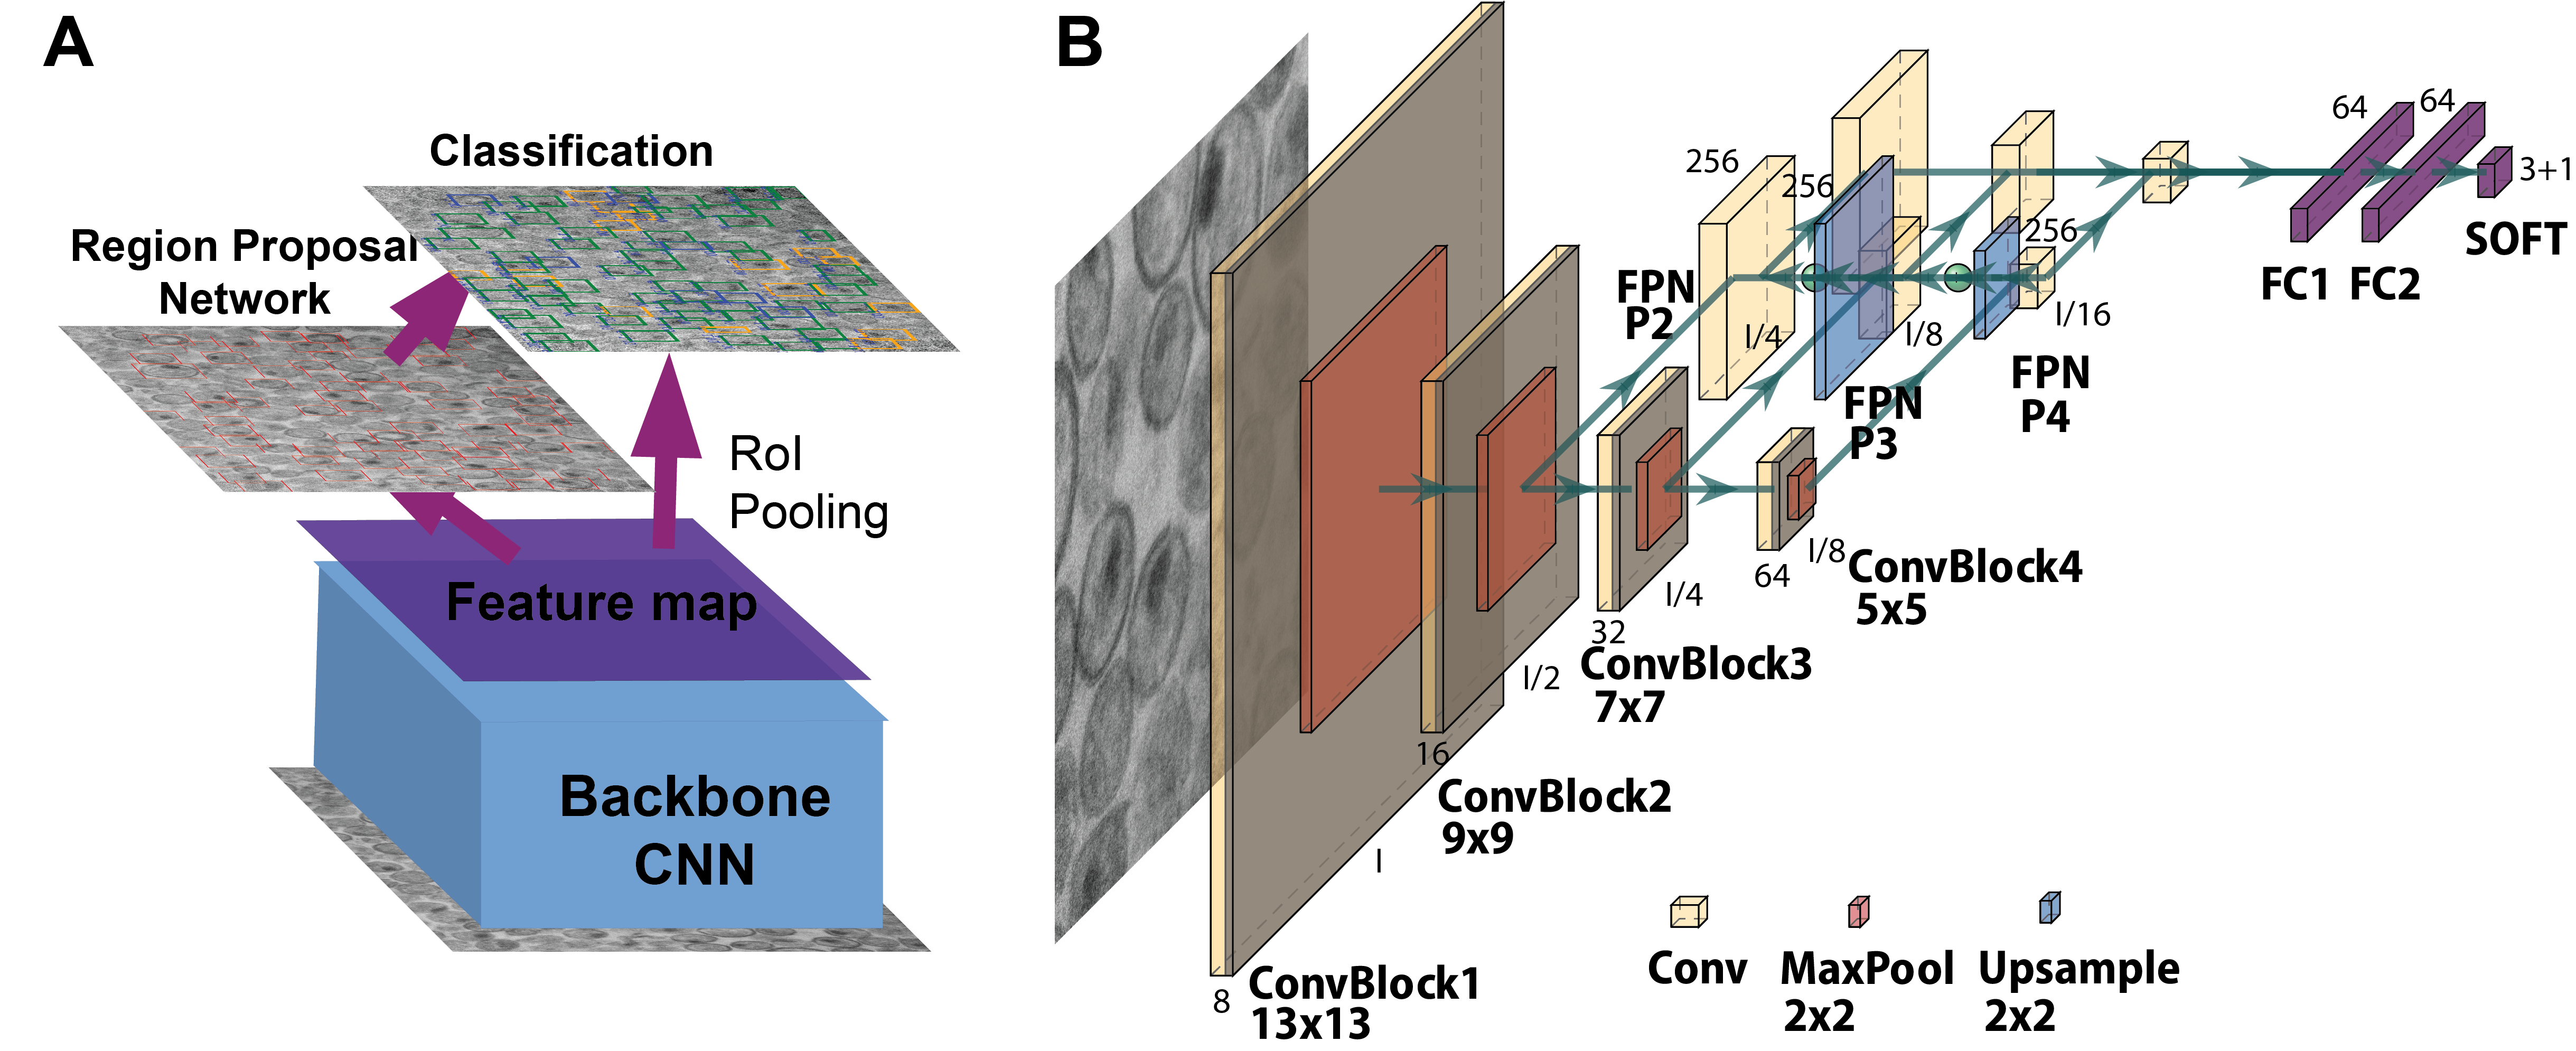 A
Classification
Region Proposal
Network
RoI
Pooling
Feature map
Backbone
CNN
B
256
256
256
64
64
3+1
SOFT
FC1 FC2
FPN
P2
I/4
I/8
I/16
FPN
P3
FPN
P4
I/8
ConvBlock4
5x5
64
I/4
32
ConvBlock3
7x7
I/2
16
ConvBlock2
9x9
I
8
ConvBlock1
13x13
Conv
MaxPool
2x2
Upsample
2x2